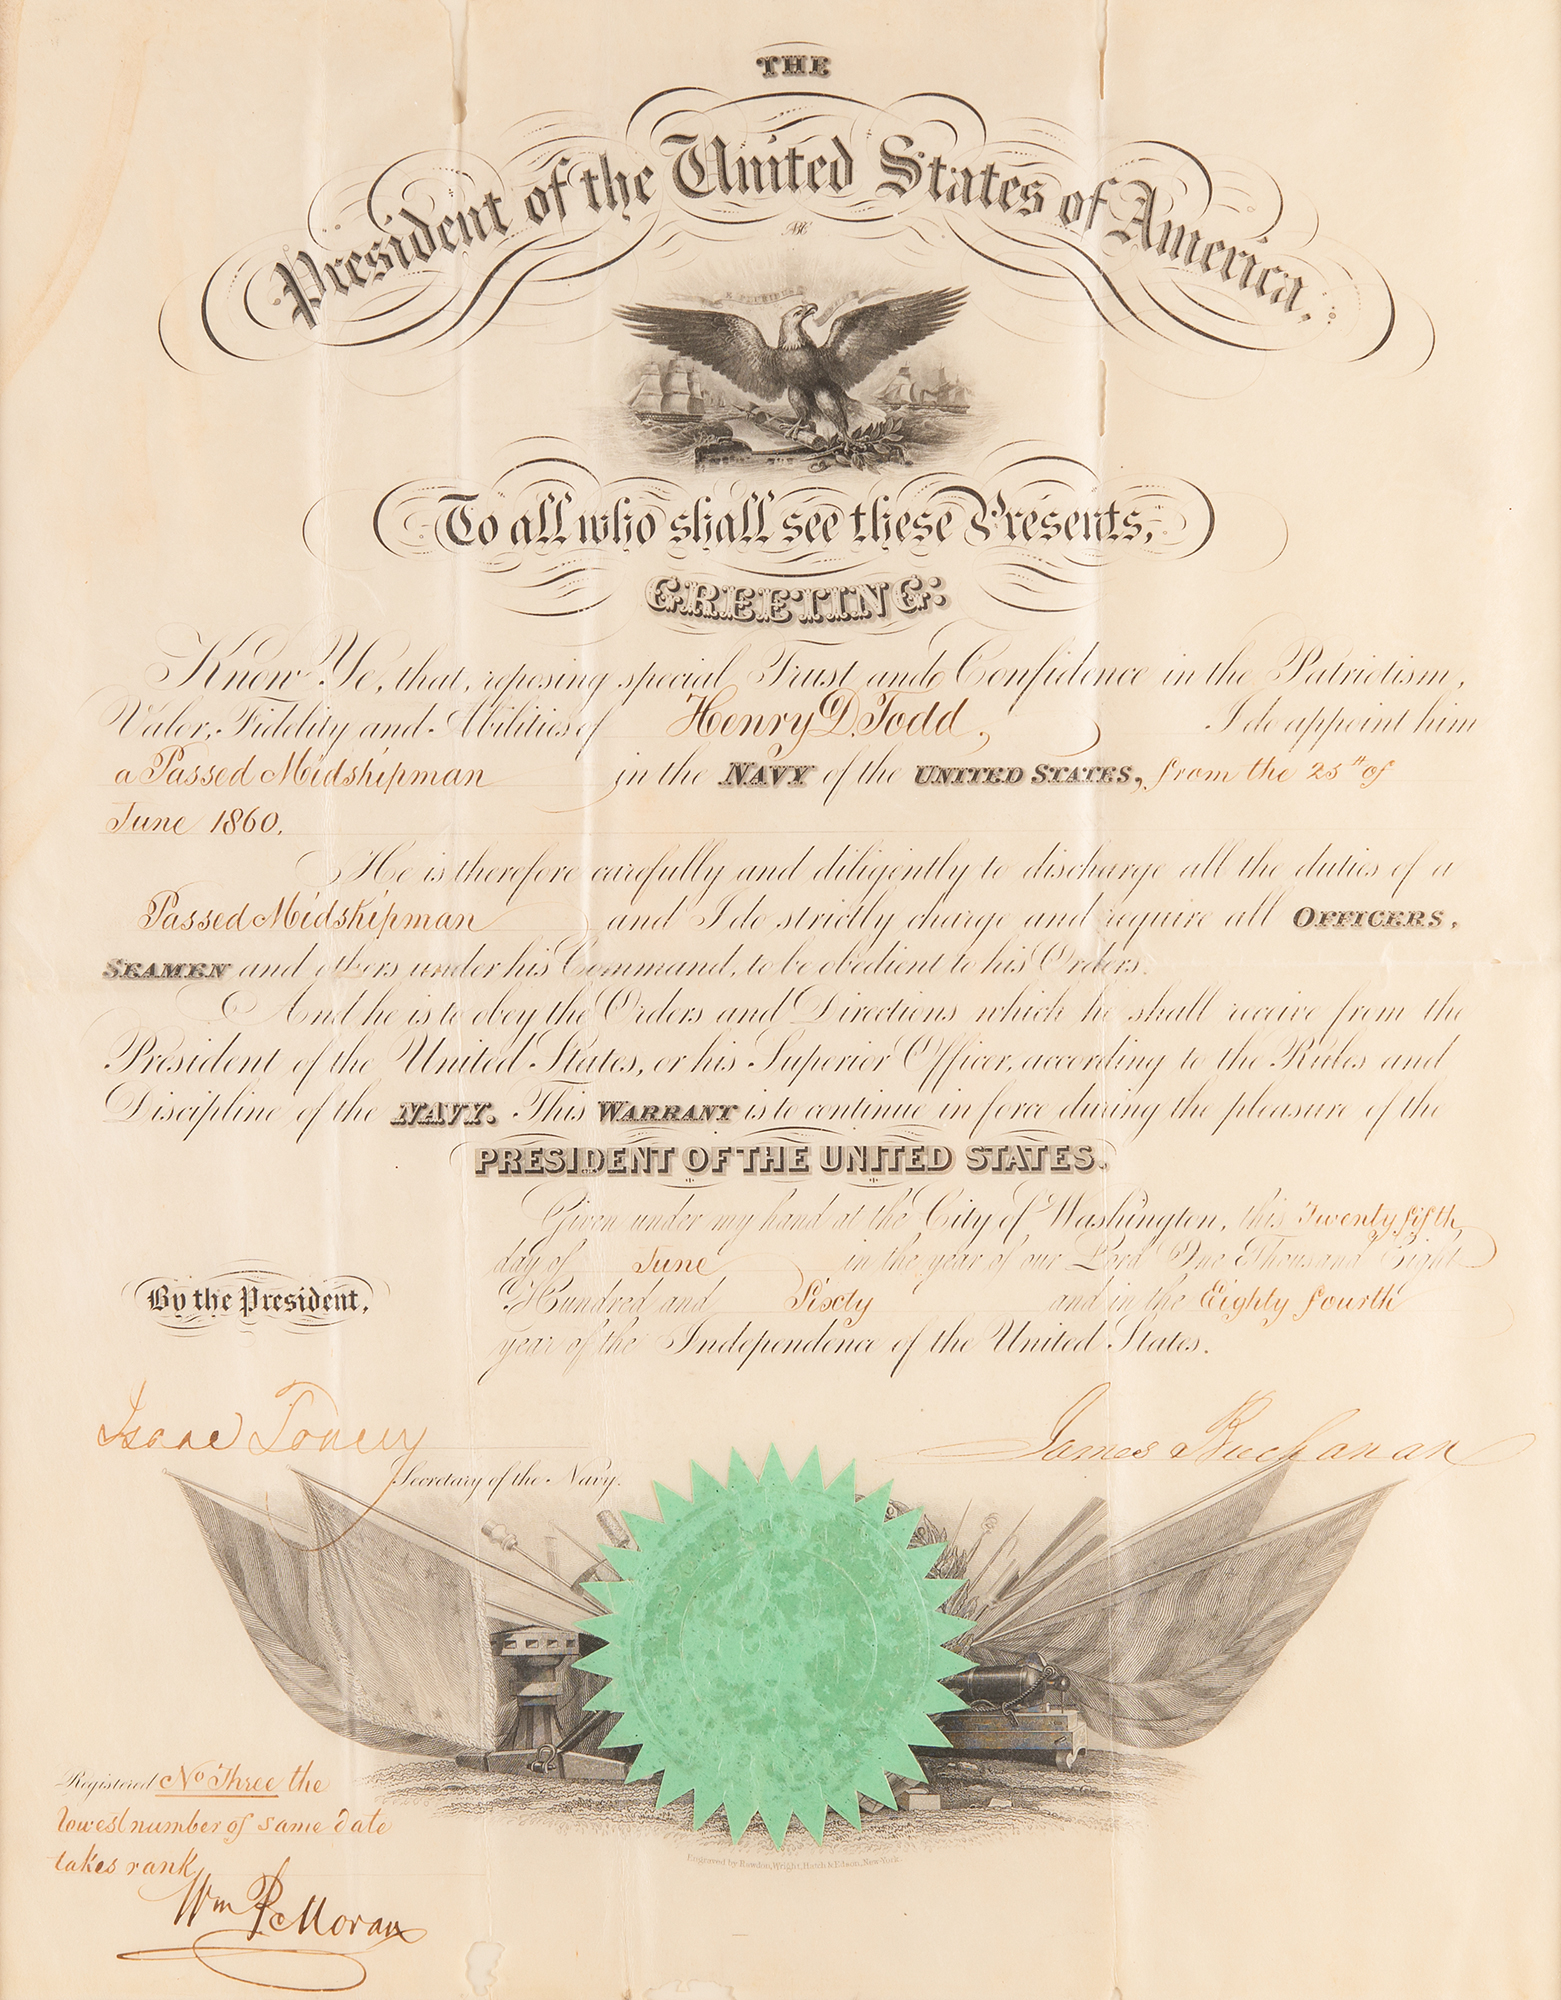 THE
President of the United States of America.
To all who shall see these Presents,
GREETING:
Know Ye, that, reposing special Trust and Confidence in the Patriotism,
Valor, Fidelity and Abilities of Henry D. Todd, I do appoint him
a Passed Midshipman in the NAVY of the UNITED STATES, from the 25th of
June 1860.
He is therefore carefully and diligently to discharge all the duties of a
Passed Midshipman and I do strictly charge and require all OFFICERS,
SEAMEN and others under his Command, to be obedient to his Orders.
And he is to obey the Orders and Directions which he shall receive from the
President of the United States, or his Superior Officer, according to the Rules and
Discipline of the NAVY. This WARRANT is to continue in force during the pleasure of the
PRESIDENT OF THE UNITED STATES.
Given under my hand at the City of Washington, this Twenty fifth
day of June in the year of our Lord One Thousand Eight
Hundred and Sixty and in the Eighty fourth
year of the Independence of the United States.
By the President,
Isaac Toucey
James Buchanan
Secretary of the Navy.
Registered No Three the
lowest number of same date
takes rank
Wm P. Moran
Engraved by Rawdon, Wright, Hatch & Edson, New-York.